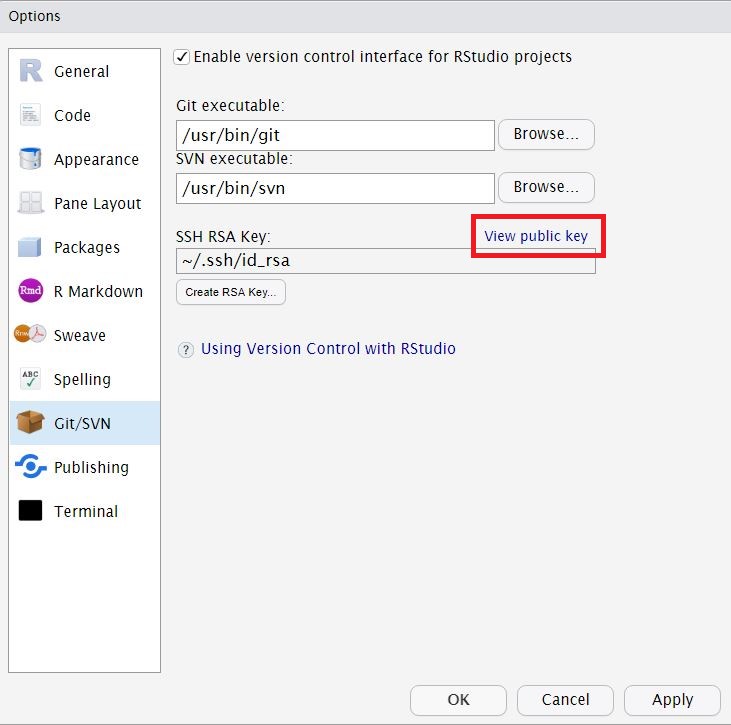 Options
General
Code
Appearance
Pane Layout
Packages
Rmd R Markdown
Rnw Sweave
ABC Spelling
Git/SVN
Publishing
Terminal
Enable version control interface for RStudio projects
Git executable:
/usr/bin/git Browse...
SVN executable:
/usr/bin/svn Browse...
SSH RSA Key: View public key
~/.ssh/id_rsa
Create RSA Key...
? Using Version Control with RStudio
OK Cancel Apply